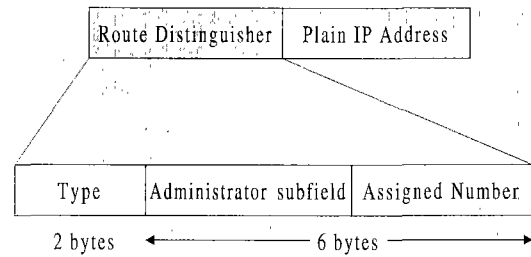 Route Distinguisher Plain IP Address
Type Administrator subfield Assigned Number
2 bytes 6 bytes